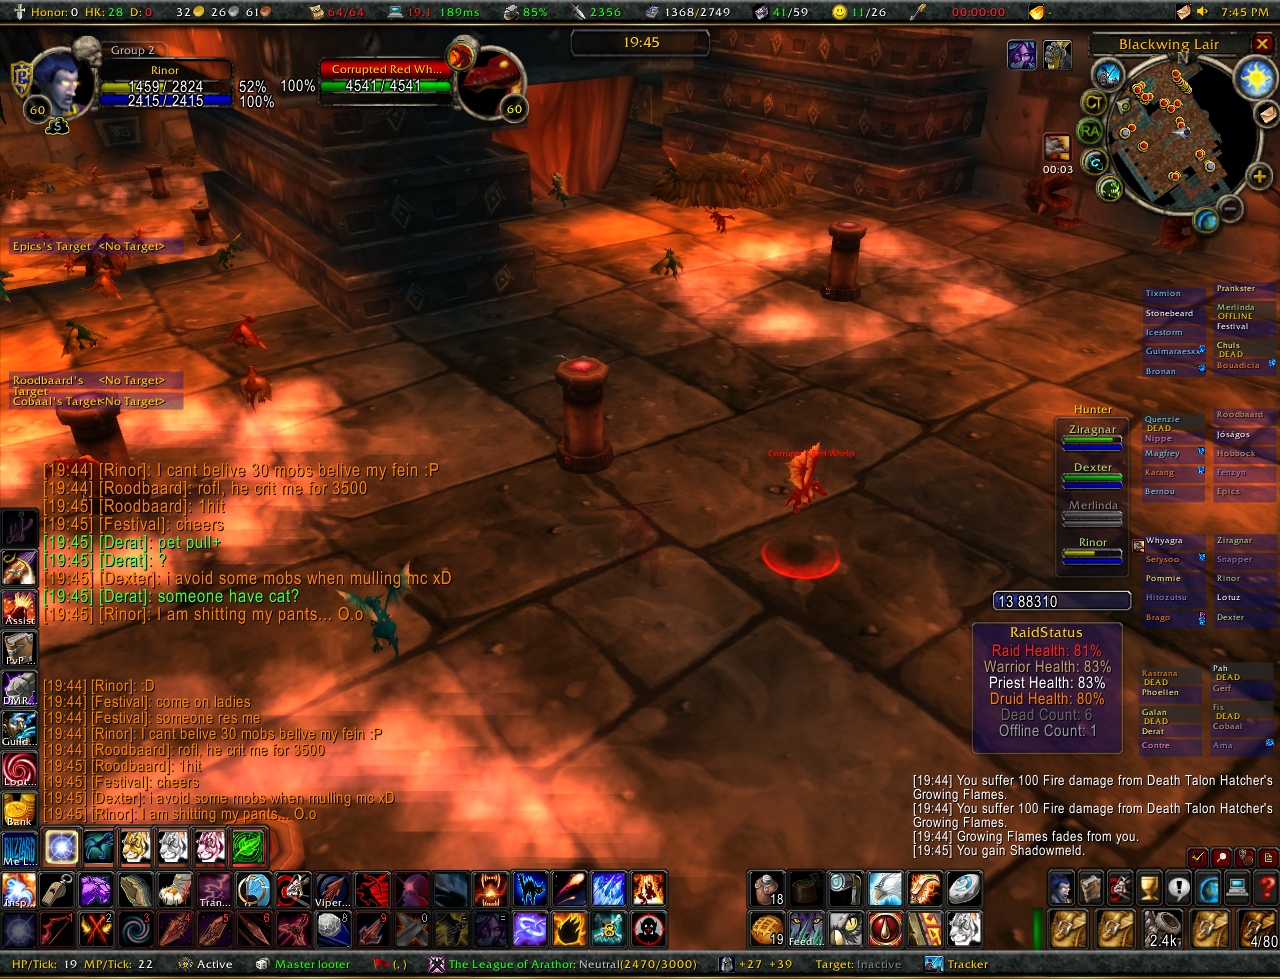 Honor: 0 HK: 28 D: 0 32 26 61 64/64 19.1 189ms 85% 2356 1368/2749 41/59 11/26 00:00:00 - 7:45 PM
19:45
Blackwing Lair
N
Group 2
Rinor
1459 / 2824 52%
2415 / 2415 100%
60
100% Corrupted Red Wh...
4541 / 4541
60
CT
RA
00:03
Epics's Target <No Target>
Roodbaard's Target <No Target>
Cobaal's Target <No Target>
Tixmion
Stonebeard
Icestorm
Guimaraesxx
Bronan
Prankster
Merlinda
OFFLINE
Festival
Chuls
DEAD
Bouadicia
Quenzie
DEAD
Nippe
Magfrey
Karang
Bernou
Roodbaard
Jóságos
Hobbock
Fenzyn
Epics
Whyagra
Serysoo
Pommie
Hitozutsu
Brago
Ziragnar
Snapper
Rinor
Lotuz
Dexter
Rastrana
DEAD
Phoellen
Galan
DEAD
Derat
Contre
Pah
DEAD
Gerf
Fis
DEAD
Cobaal
Ama
Hunter
Ziragnar
Dexter
Merlinda
Rinor
13 88310
RaidStatus
Raid Health: 81%
Warrior Health: 83%
Priest Health: 83%
Druid Health: 80%
Dead Count: 6
Offline Count: 1
[19:44] [Rinor]: I cant belive 30 mobs belive my fein :P
[19:44] [Roodbaard]: rofl, he crit me for 3500
[19:45] [Roodbaard]: 1hit
[19:45] [Festival]: cheers
[19:45] [Derat]: pet pull+
[19:45] [Derat]: ?
[19:45] [Dexter]: i avoid some mobs when mulling mc xD
[19:45] [Derat]: someone have cat?
[19:45] [Rinor]: I am shitting my pants... O.o
[19:44] [Rinor]: :D
[19:44] [Festival]: come on ladies
[19:44] [Festival]: someone res me
[19:44] [Rinor]: I cant belive 30 mobs belive my fein :P
[19:44] [Roodbaard]: rofl, he crit me for 3500
[19:45] [Roodbaard]: 1hit
[19:45] [Festival]: cheers
[19:45] [Dexter]: i avoid some mobs when mulling mc xD
[19:45] [Rinor]: I am shitting my pants... O.o
[19:44] You suffer 100 Fire damage from Death Talon Hatcher's
Growing Flames.
[19:44] You suffer 100 Fire damage from Death Talon Hatcher's
Growing Flames.
[19:44] Growing Flames fades from you.
[19:45] You gain Shadowmeld.
Assist
PvP ...
DMR...
Guild...
Loot...
Bank
Me L...
Insp...
Tran...
Viper...
18
19
Feed...
2.4k
4/80
HP/Tick: 19 MP/Tick: 22 Active Master looter (, ) The League of Arathor: Neutral(2470/3000) +27 +39 Target: Inactive Tracker